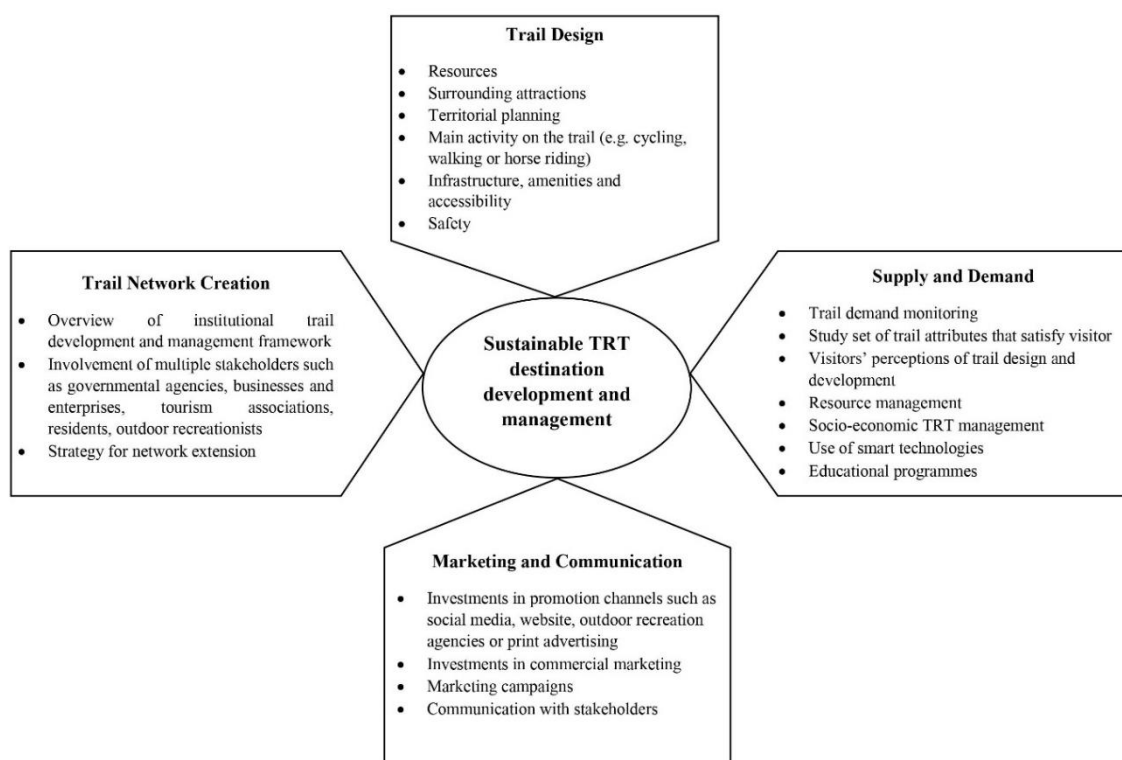 Trail Design
• Resources
• Surrounding attractions
• Territorial planning
• Main activity on the trail (e.g. cycling,
walking or horse riding)
• Infrastructure, amenities and
accessibility
• Safety
Trail Network Creation
• Overview of institutional trail
development and management framework
• Involvement of multiple stakeholders such
as governmental agencies, businesses and
enterprises, tourism associations,
residents, outdoor recreationists
• Strategy for network extension
Sustainable TRT
destination
development and
management
Supply and Demand
• Trail demand monitoring
• Study set of trail attributes that satisfy visitor
• Visitors’ perceptions of trail design and
development
• Resource management
• Socio-economic TRT management
• Use of smart technologies
• Educational programmes
Marketing and Communication
• Investments in promotion channels such as
social media, website, outdoor recreation
agencies or print advertising
• Investments in commercial marketing
• Marketing campaigns
• Communication with stakeholders